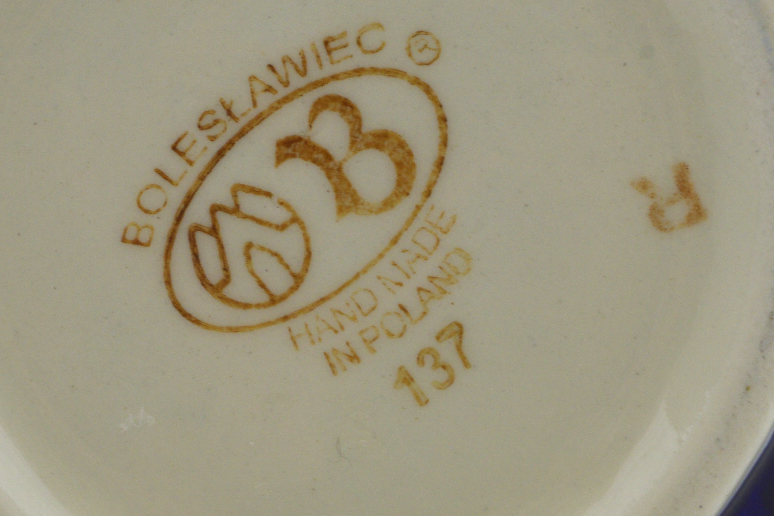 BOLESŁAWIEC ®
B
HAND MADE
IN POLAND
137
R